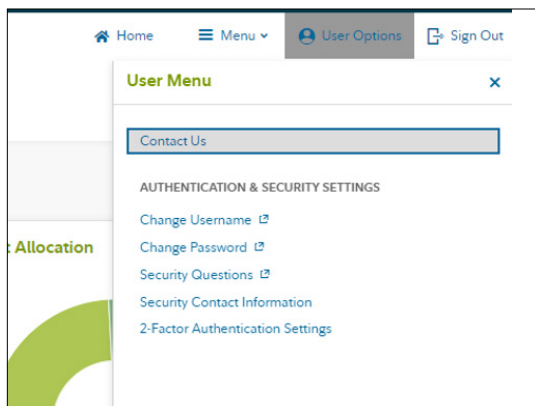 Home Menu User Options Sign Out
User Menu
Contact Us
AUTHENTICATION & SECURITY SETTINGS
Change Username
Change Password
Allocation
Security Questions
Security Contact Information
2-Factor Authentication Settings